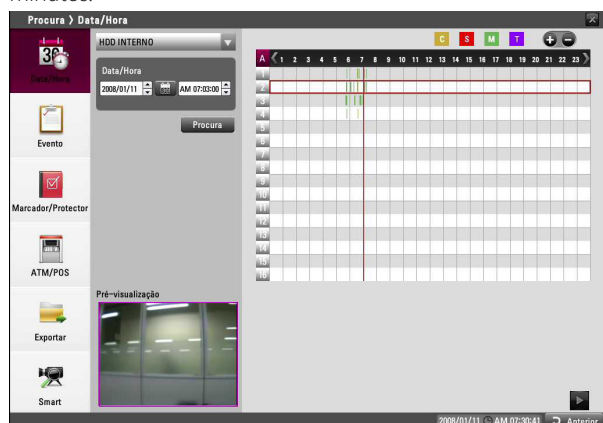 minutes.
Procura > Data/Hora
Data/Hora
Evento
Marcador/Protector
ATM/POS
Exportar
Smart
HDD INTERNO
Data/Hora
2008/01/11 AM 07:03:00
Procura
Pré-visualização
C S M T
A 1 2 3 4 5 6 7 8 9 10 11 12 13 14 15 16 17 18 19 20 21 22 23
1
2
3
4
5
6
7
8
9
10
11
12
13
14
15
16
2008/01/11 AM 07:30:41 Anterior